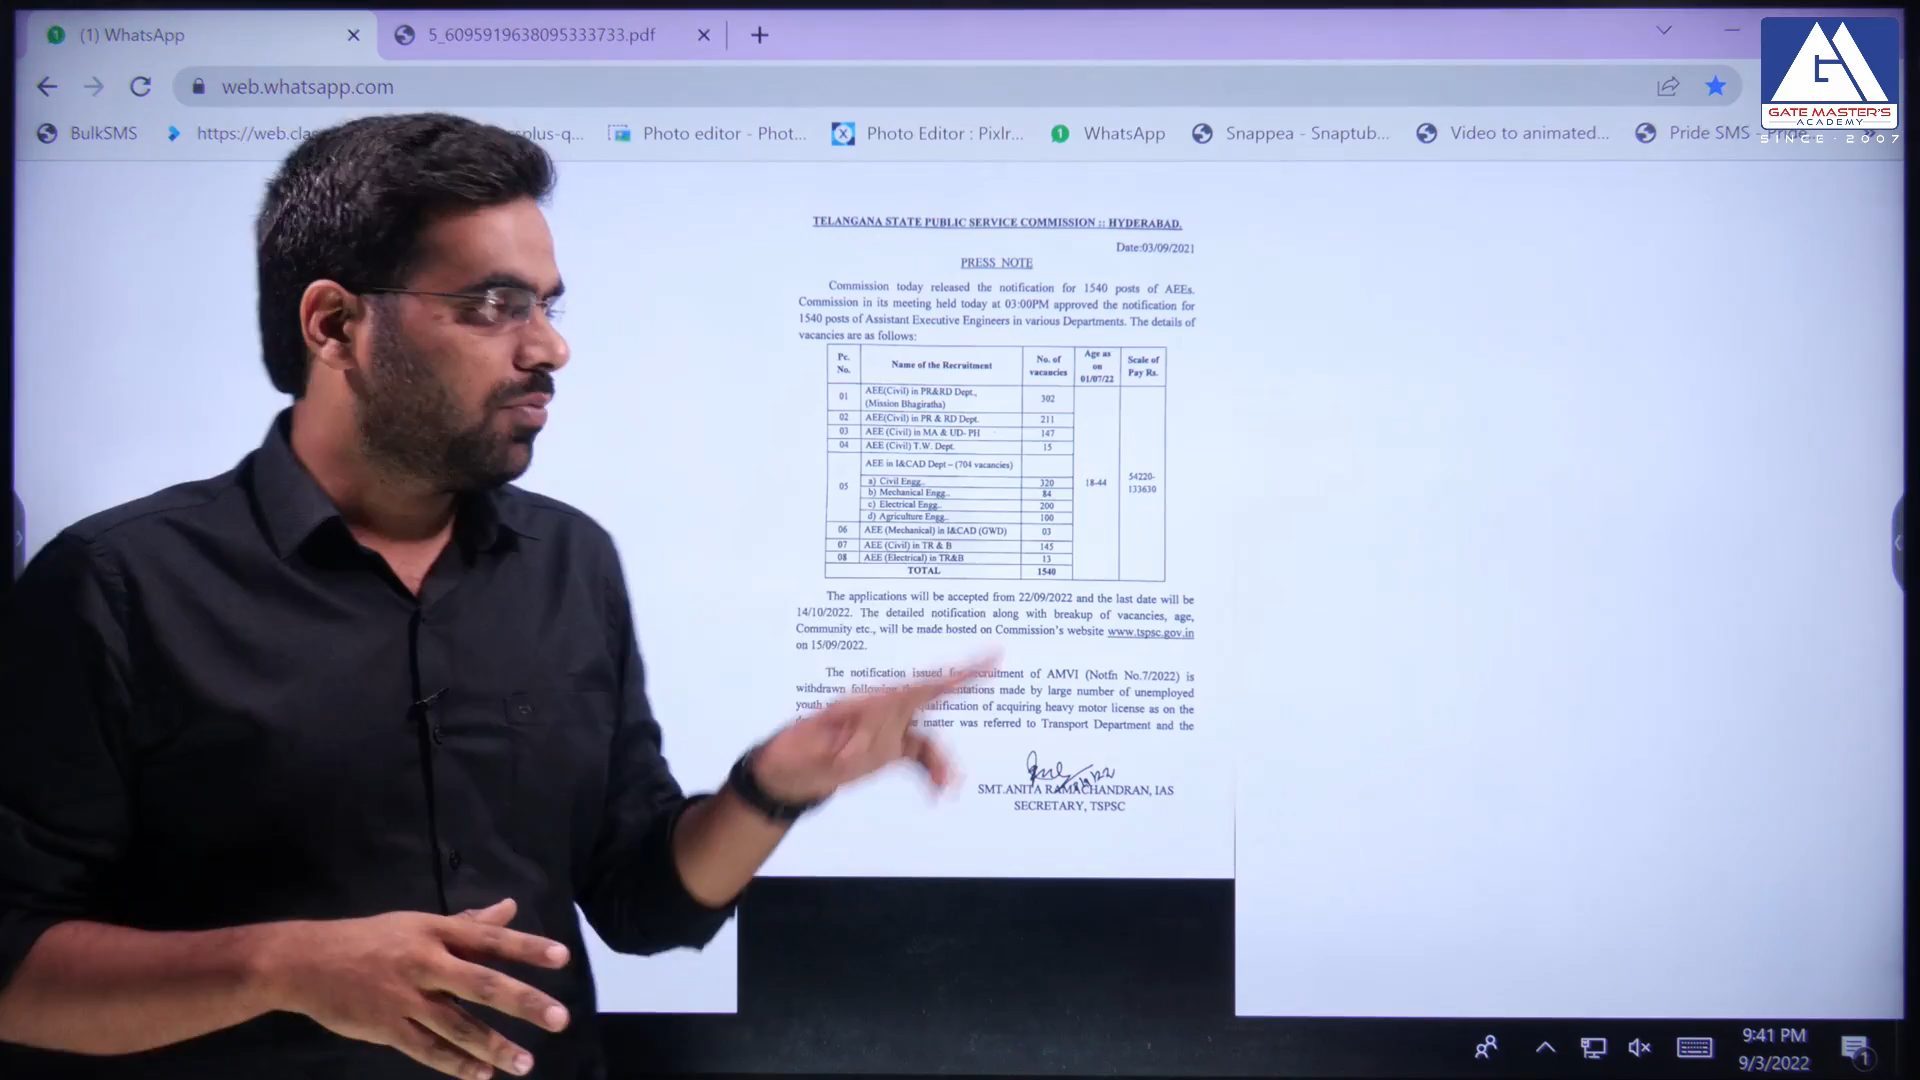 (1) WhatsApp
5_6095919638095333733.pdf
web.whatsapp.com
BulkSMS
https://web.clas
splus-q...
Photo editor - Phot...
Photo Editor : Pixlr...
WhatsApp
Snappea - Snaptub...
Video to animated...
Pride SMS
GATE MASTER'S
ACADEMY
SINCE - 2007
TELANGANA STATE PUBLIC SERVICE COMMISSION :: HYDERABAD.
Date:03/09/2021
PRESS NOTE
Commission today released the notification for 1540 posts of AEEs.
Commission in its meeting held today at 03:00PM approved the notification for
1540 posts of Assistant Executive Engineers in various Departments. The details of
vacancies are as follows:
Pc. No. Name of the Recruitment No. of vacancies Age as on 01/07/22 Scale of Pay Rs.
01 AEE(Civil) in PR&RD Dept., (Mission Bhagiratha) 302
02 AEE(Civil) in PR & RD Dept. 211
03 AEE (Civil) in MA & UD- PH 147
04 AEE (Civil) T.W. Dept. 15
05 AEE in I&CAD Dept – (704 vacancies)
a) Civil Engg.. 320
b) Mechanical Engg.. 84
c) Electrical Engg.. 200
d) Agriculture Engg.. 100
18-44
54220-
133630
06 AEE (Mechanical) in I&CAD (GWD) 03
07 AEE (Civil) in TR & B 145
08 AEE (Electrical) in TR&B 13
TOTAL 1540
The applications will be accepted from 22/09/2022 and the last date will be
14/10/2022. The detailed notification along with breakup of vacancies, age,
Community etc., will be made hosted on Commission's website www.tspsc.gov.in
on 15/09/2022.
The notification issued recruitment of AMVI (Notfn No.7/2022) is
withdrawn following made by large number of unemployed
youth of acquiring heavy motor license as on the
matter was referred to Transport Department and the
SMT.ANITA RAMACHANDRAN, IAS
SECRETARY, TSPSC
9:41 PM
9/3/2022
1